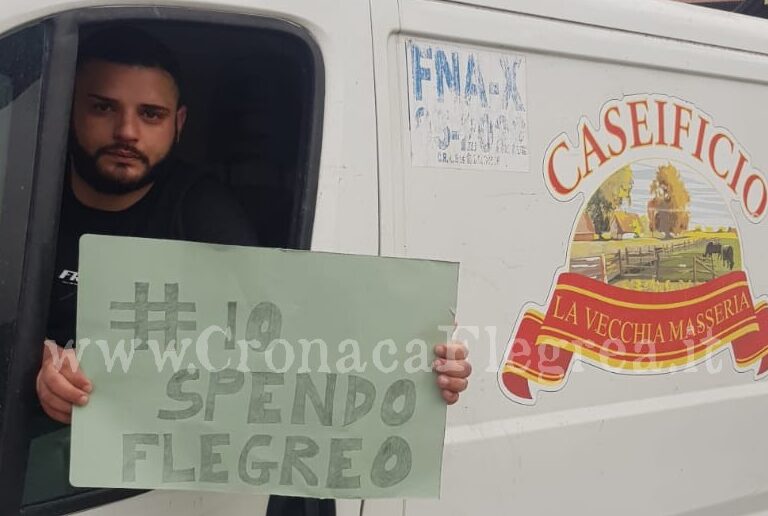 FNA-X
CASEIFICIO
LA VECCHIA MASSERIA
#IO
SPENDO
FLEGREO
www.CronacaFlegrea.it